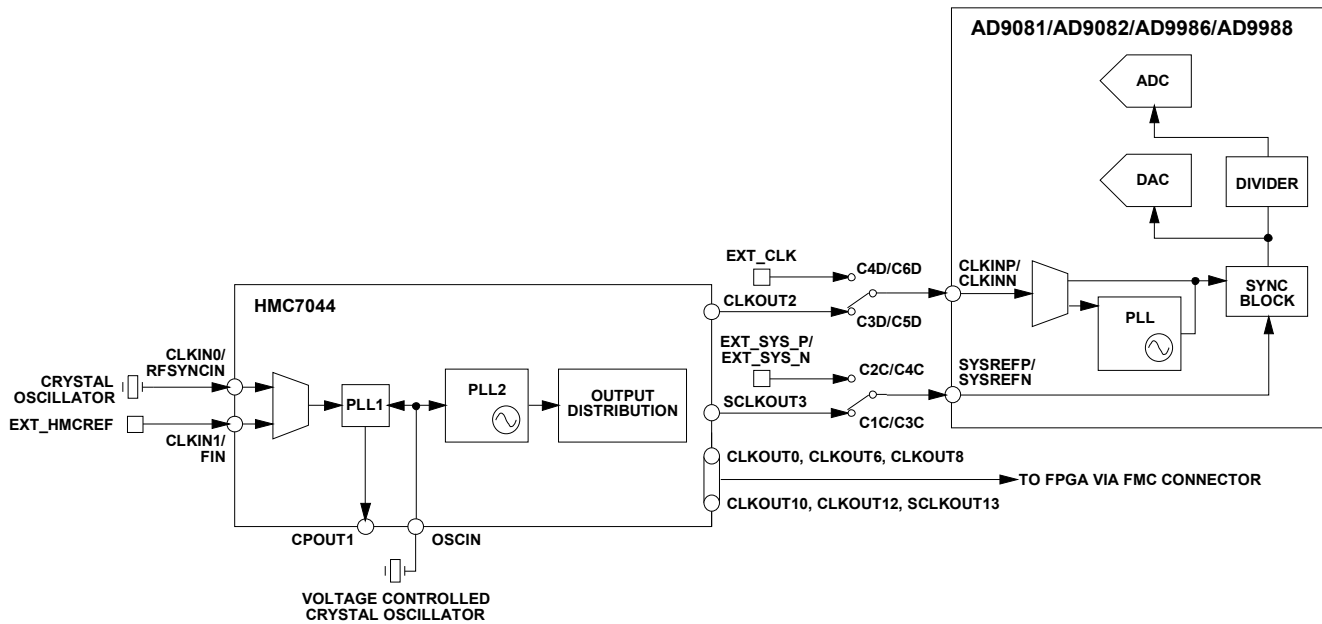 AD9081/AD9082/AD9986/AD9988
ADC
DAC
DIVIDER
EXT_CLK
C4D/C6D
CLKINP/
CLKINN
SYNC
BLOCK
HMC7044
CLKOUT2
C3D/C5D
PLL
EXT_SYS_P/
EXT_SYS_N
CLKIN0/
RFSYNCIN
C2C/C4C
SYSREFP/
SYSREFN
CRYSTAL
OSCILLATOR
PLL1
PLL2
OUTPUT
DISTRIBUTION
SCLKOUT3
EXT_HMCREF
C1C/C3C
CLKIN1/
FIN
CLKOUT0, CLKOUT6, CLKOUT8
TO FPGA VIA FMC CONNECTOR
CLKOUT10, CLKOUT12, SCLKOUT13
CPOUT1
OSCIN
VOLTAGE CONTROLLED
CRYSTAL OSCILLATOR